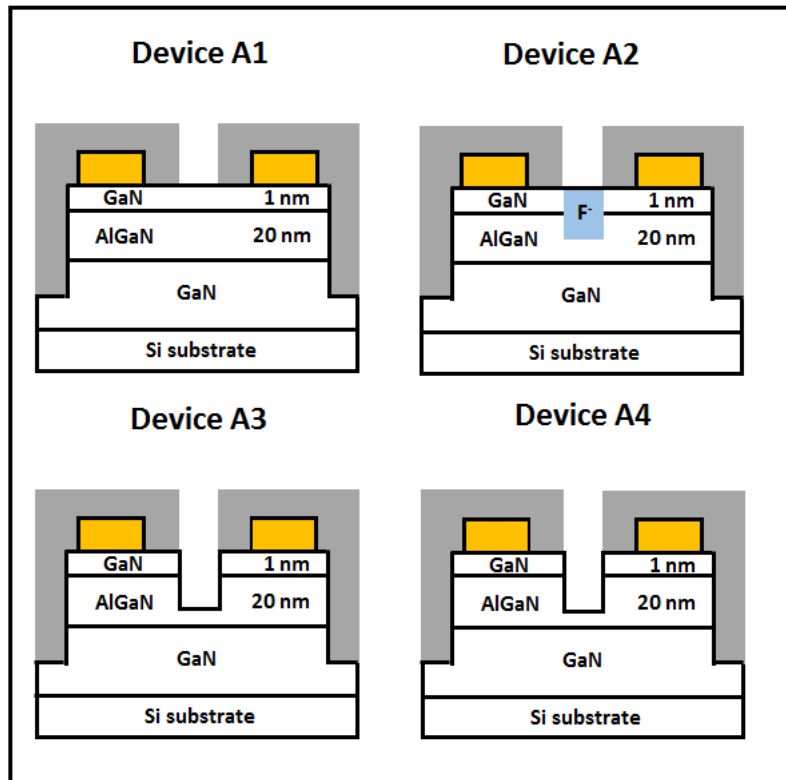 Device A1
GaN 1 nm
AlGaN 20 nm
GaN
Si substrate
Device A2
GaN F- 1 nm
AlGaN 20 nm
GaN
Si substrate
Device A3
GaN 1 nm
AlGaN 20 nm
GaN
Si substrate
Device A4
GaN 1 nm
AlGaN 20 nm
GaN
Si substrate